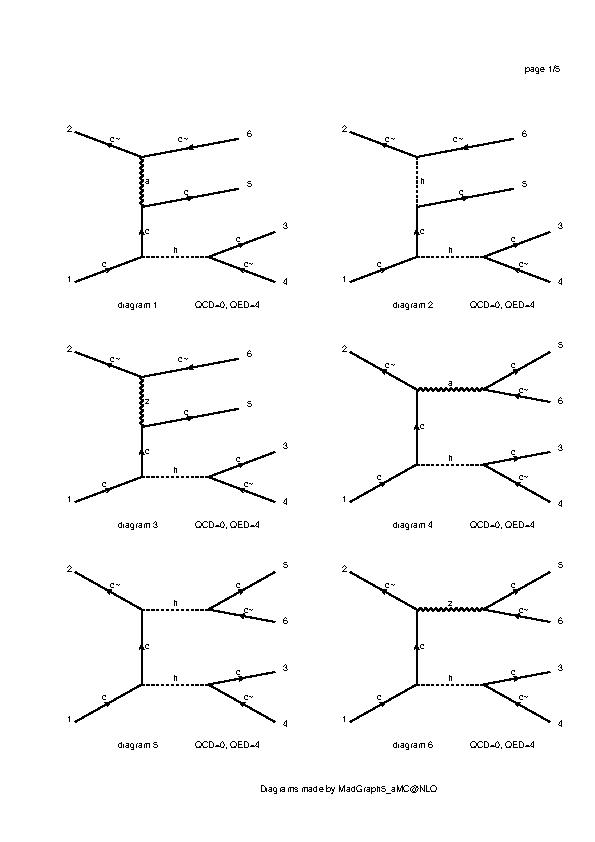 page 1/5
2 c~ c~ 6
a
c 5
c
c h c 3
1 c~ 4
diagram 1 QCD=0, QED=4
2 c~ c~ 6
h
c 5
c
c h c 3
1 c~ 4
diagram 2 QCD=0, QED=4
2 c~ c~ 6
z
c 5
c
c h c 3
1 c~ 4
diagram 3 QCD=0, QED=4
2 c~ a c 5
c~ 6
c
c h c 3
1 c~ 4
diagram 4 QCD=0, QED=4
2 c~ h c 5
c~ 6
c
c h c 3
1 c~ 4
diagram 5 QCD=0, QED=4
2 c~ z c 5
c~ 6
c
c h c 3
1 c~ 4
diagram 6 QCD=0, QED=4
Diagrams made by MadGraph5_aMC@NLO